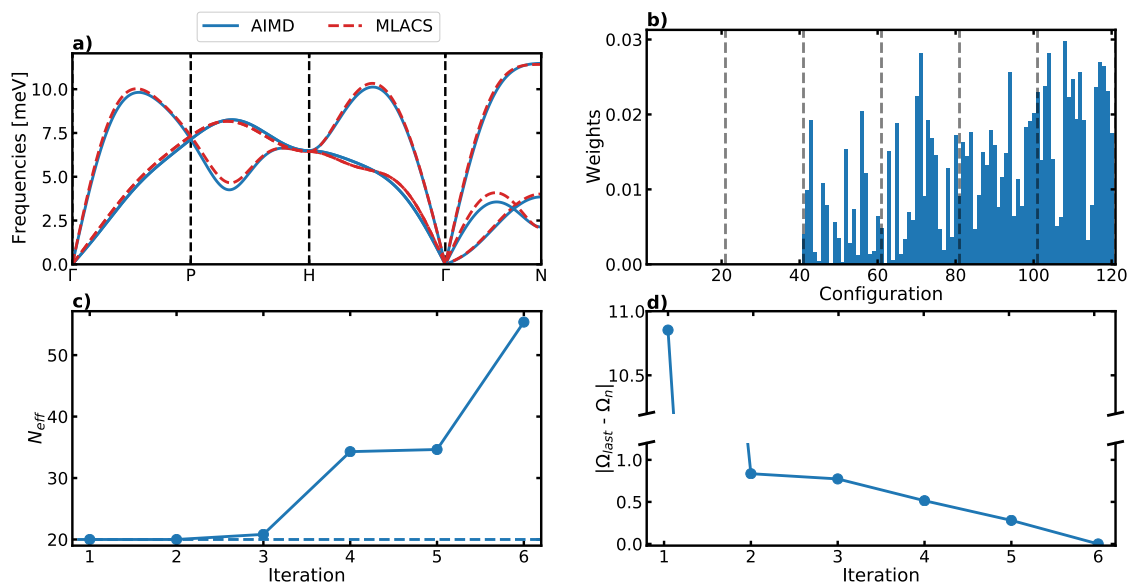 AIMD
MLACS
a)
Frequencies [meV]
10.0
7.5
5.0
2.5
0.0
Γ
P
H
Γ
N
b)
Weights
0.03
0.02
0.01
0.00
20
40
60
80
100
120
Configuration
c)
N_eff
50
40
30
20
1
2
3
4
5
6
Iteration
d)
|Ω_last - Ω_n|
11.0
10.5
1.0
0.5
0.0
1
2
3
4
5
6
Iteration